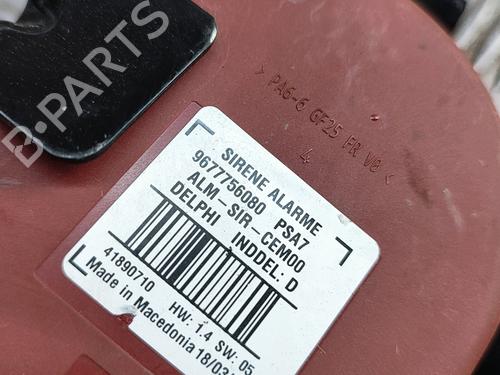 B-PARTS
> PA6-6 GF25 FR V0 <
4
SIRENE ALARME
9677756080 PSA7
ALM-SIR-CEM00
DELPHI INDDEL: D
41890710
HW: 1.4 SW: 05
Made in Macedonia 18/03